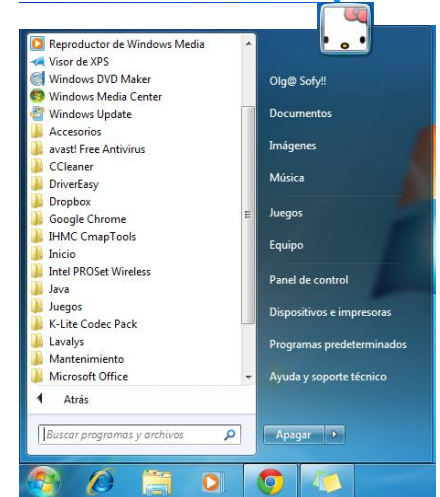 Reproductor de Windows Media
Visor de XPS
Windows DVD Maker
Windows Media Center
Windows Update
Accesorios
avast! Free Antivirus
CCleaner
DriverEasy
Dropbox
Google Chrome
IHMC CmapTools
Inicio
Intel PROSet Wireless
Java
Juegos
K-Lite Codec Pack
Lavalys
Mantenimiento
Microsoft Office
Atrás
Buscar programas y archivos
Olg@ Sofy!!
Documentos
Imágenes
Música
Juegos
Equipo
Panel de control
Dispositivos e impresoras
Programas predeterminados
Ayuda y soporte técnico
Apagar